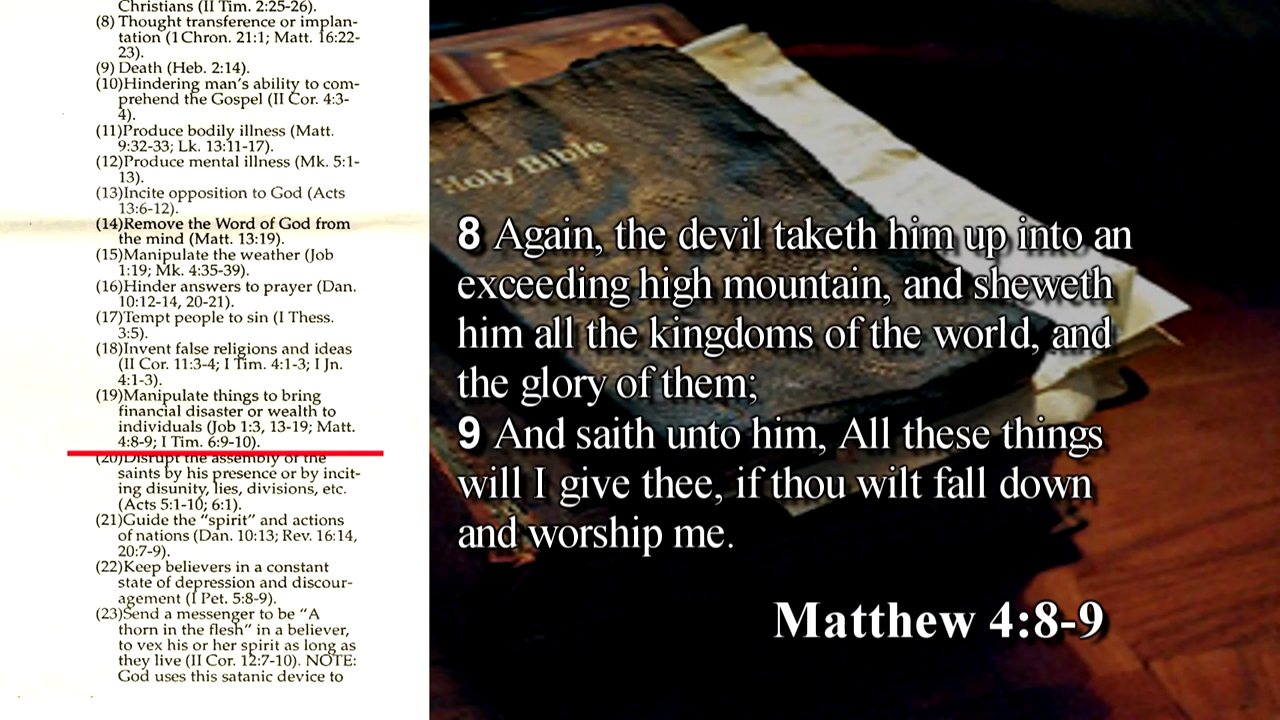 Christians (II Tim. 2:25-26).
(8) Thought transference or implan-
tation (1 Chron. 21:1; Matt. 16:22-
23).
(9) Death (Heb. 2:14).
(10)Hindering man's ability to com-
prehend the Gospel (II Cor. 4:3-
4).
(11)Produce bodily illness (Matt.
9:32-33; Lk. 13:11-17).
(12)Produce mental illness (Mk. 5:1-
13).
(13)Incite opposition to God (Acts
13:6-12).
(14)Remove the Word of God from
the mind (Matt. 13:19).
(15)Manipulate the weather (Job
1:19; Mk. 4:35-39).
(16)Hinder answers to prayer (Dan.
10:12-14, 20-21).
(17)Tempt people to sin (I Thess.
3:5).
(18)Invent false religions and ideas
(II Cor. 11:3-4; I Tim. 4:1-3; I Jn.
4:1-3).
(19)Manipulate things to bring
financial disaster or wealth to
individuals (Job 1:3, 13-19; Matt.
4:8-9; I Tim. 6:9-10).
(20)Disrupt the assembly of the
saints by his presence or by incit-
ing disunity, lies, divisions, etc.
(Acts 5:1-10; 6:1).
(21)Guide the "spirit" and actions
of nations (Dan. 10:13; Rev. 16:14,
20:7-9).
(22)Keep believers in a constant
state of depression and discour-
agement (I Pet. 5:8-9).
(23)Send a messenger to be "A
thorn in the flesh" in a believer,
to vex his or her spirit as long as
they live (II Cor. 12:7-10). NOTE:
God uses this satanic device to
Holy Bible
8 Again, the devil taketh him up into an
exceeding high mountain, and sheweth
him all the kingdoms of the world, and
the glory of them;
9 And saith unto him, All these things
will I give thee, if thou wilt fall down
and worship me.
Matthew 4:8-9